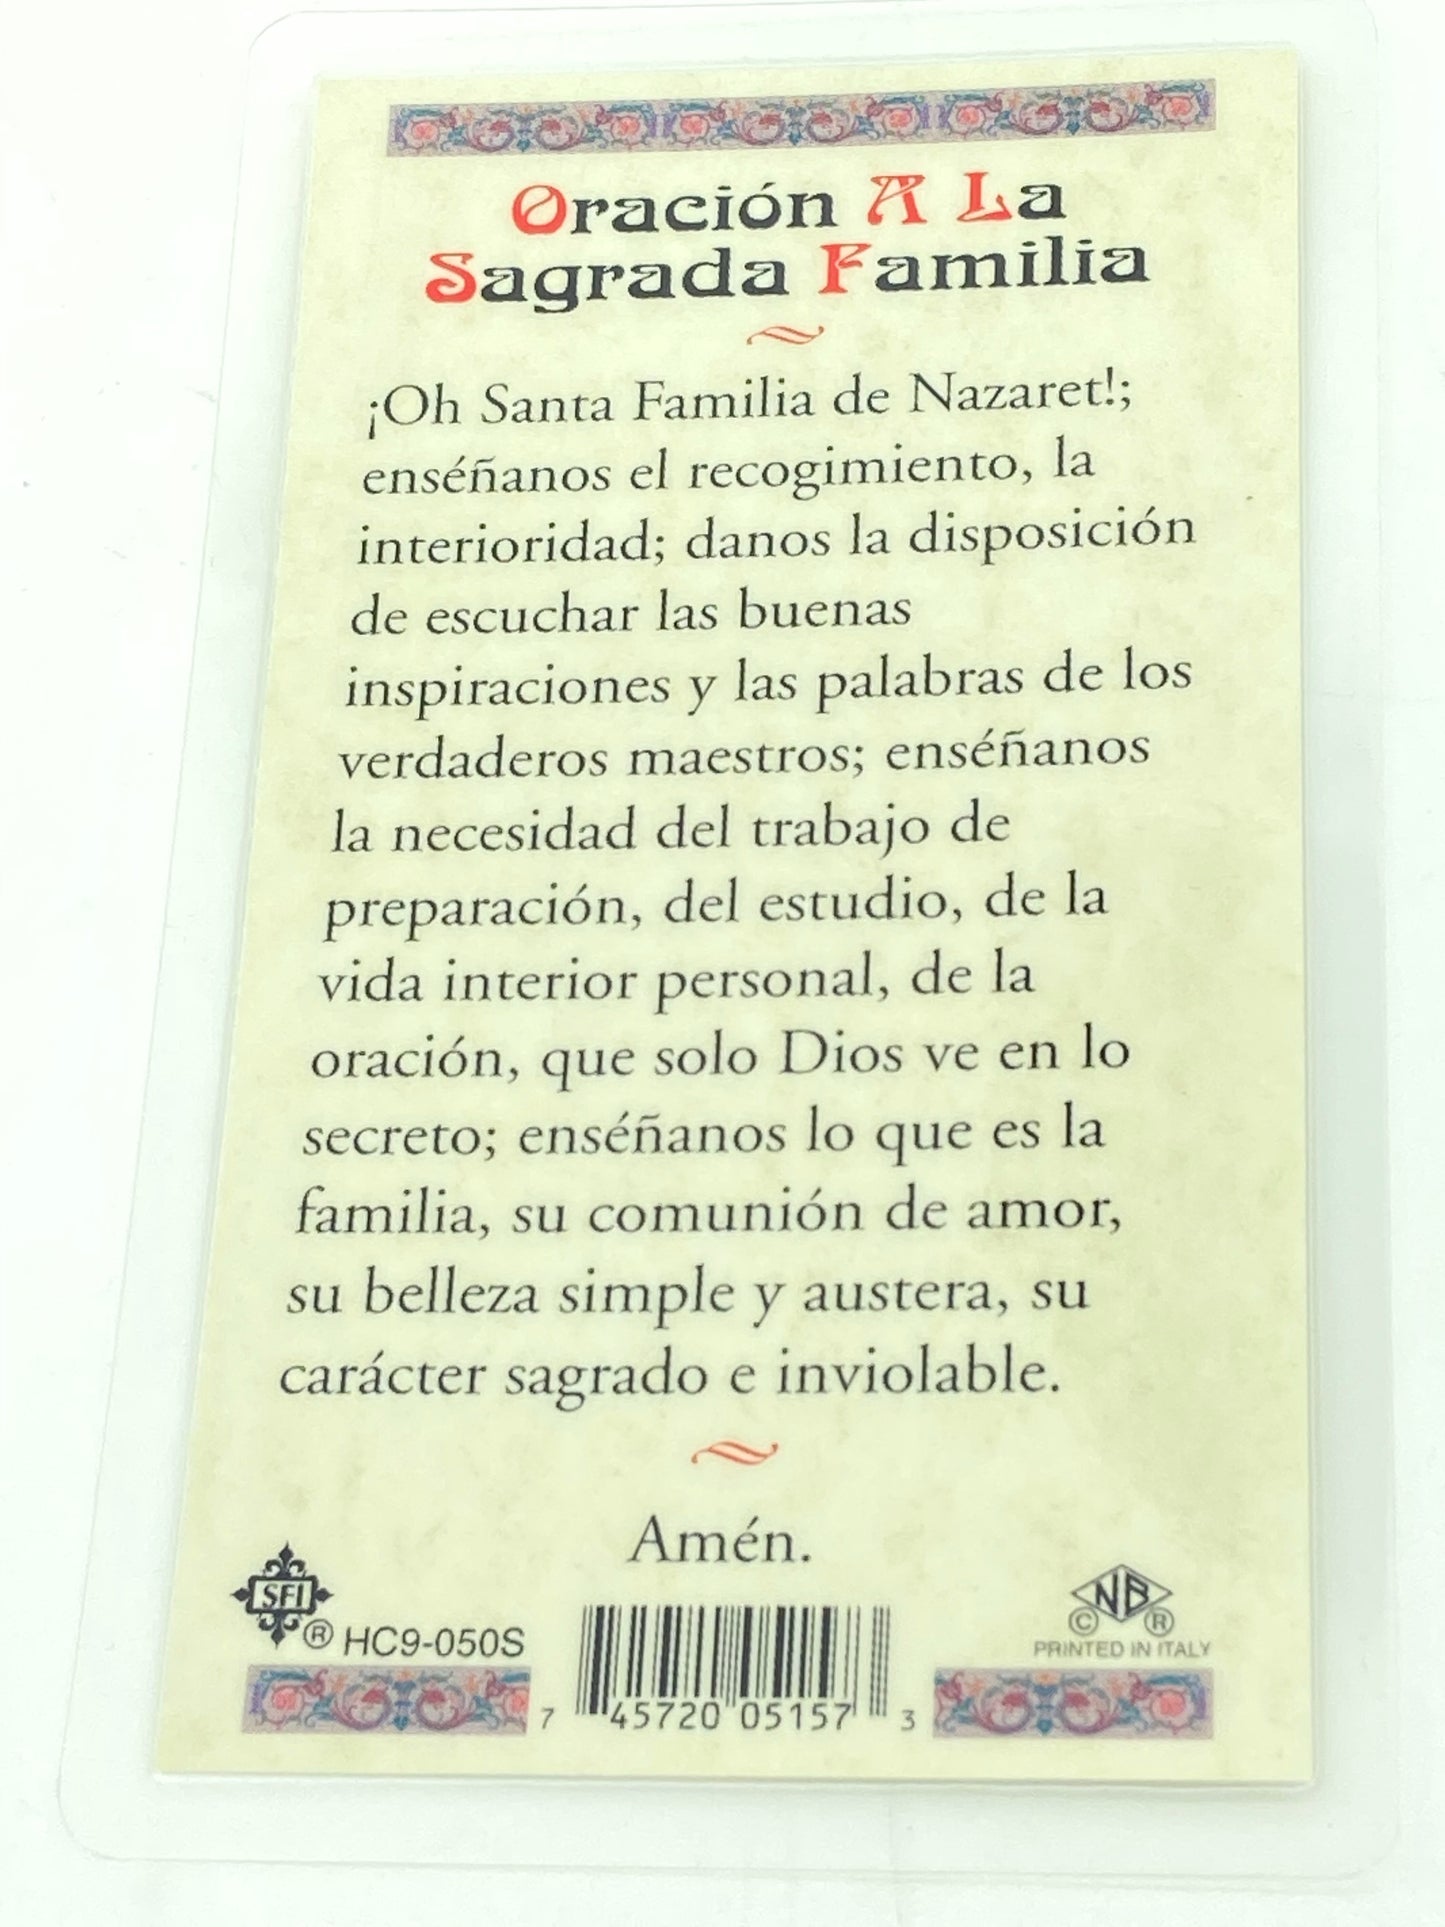 Oración A La
Sagrada Familia
¡Oh Santa Familia de Nazaret!;
enséñanos el recogimiento, la
interioridad; danos la disposición
de escuchar las buenas
inspiraciones y las palabras de los
verdaderos maestros; enséñanos
la necesidad del trabajo de
preparación, del estudio, de la
vida interior personal, de la
oración, que solo Dios ve en lo
secreto; enséñanos lo que es la
familia, su comunión de amor,
su belleza simple y austera, su
carácter sagrado e inviolable.
Amén.
SFI
® HC9-050S
7 45720 05157 3
NB
© ®
PRINTED IN ITALY